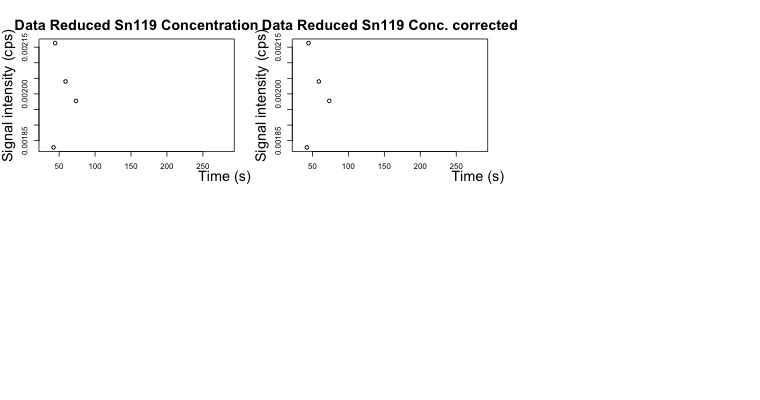 Data Reduced Sn119 Concentration
Signal intensity (cps)
0.00215
0.00200
0.00185
50 100 150 200 250
Time (s)
Data Reduced Sn119 Conc. corrected
Signal intensity (cps)
0.00215
0.00200
0.00185
50 100 150 200 250
Time (s)